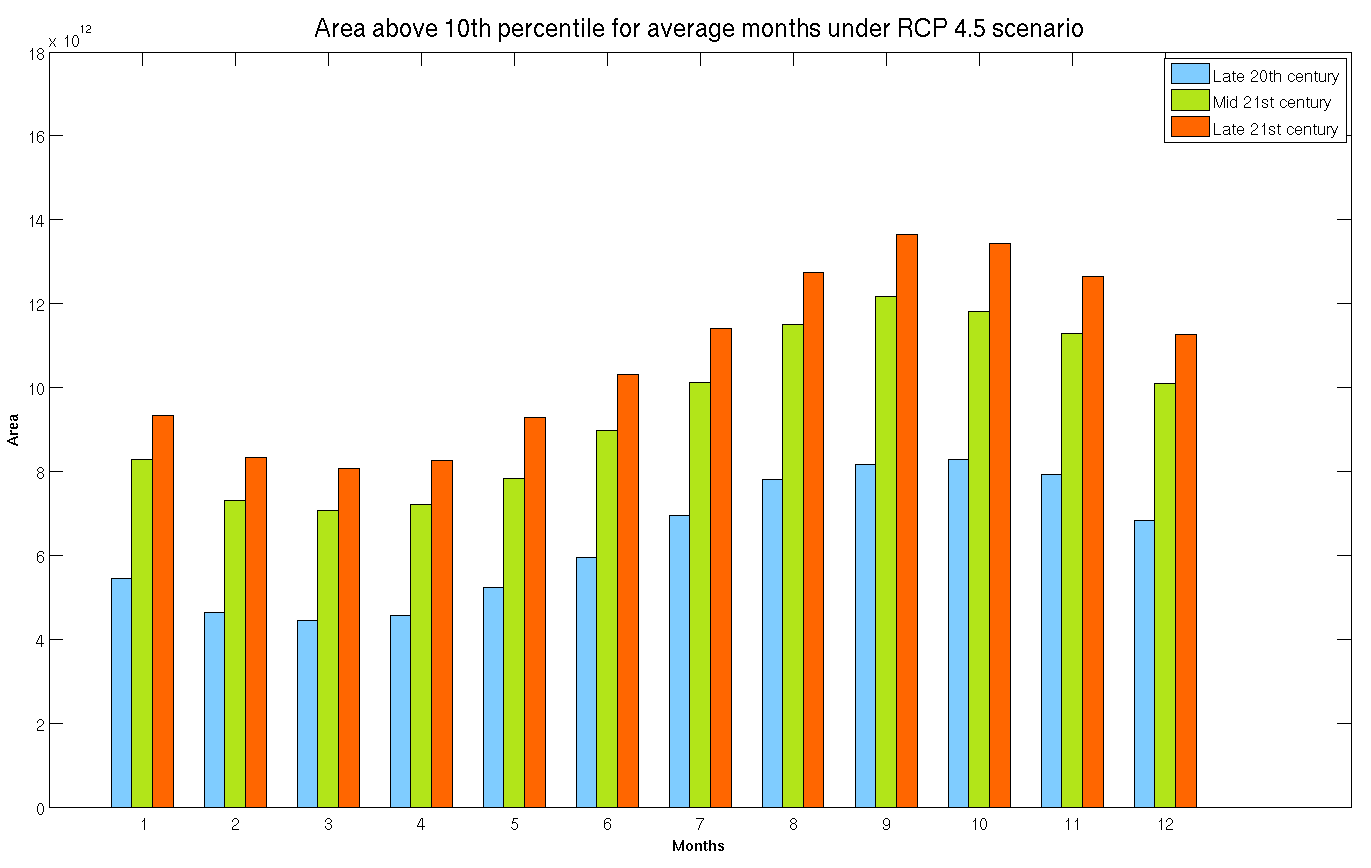 Area above 10th percentile for average months under RCP 4.5 scenario
x 10^12
18
16
14
12
10
8
6
4
2
0
Area
Late 20th century
Mid 21st century
Late 21st century
1 2 3 4 5 6 7 8 9 10 11 12
Months